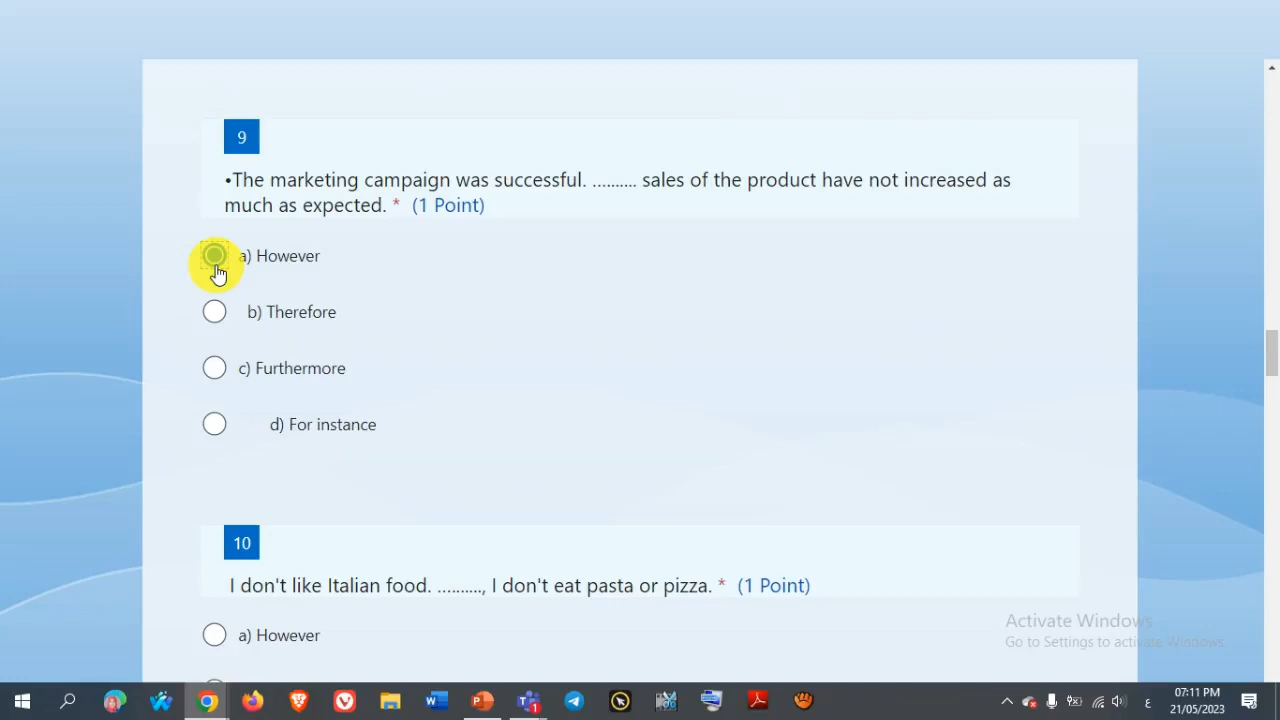 9
•The marketing campaign was successful. .......... sales of the product have not increased as
much as expected. * (1 Point)
a) However
b) Therefore
c) Furthermore
d) For instance
10
I don't like Italian food. .........., I don't eat pasta or pizza. * (1 Point)
a) However
Activate Windows
Go to Settings to activate Windows.
1
ع
07:11 PM
21/05/2023